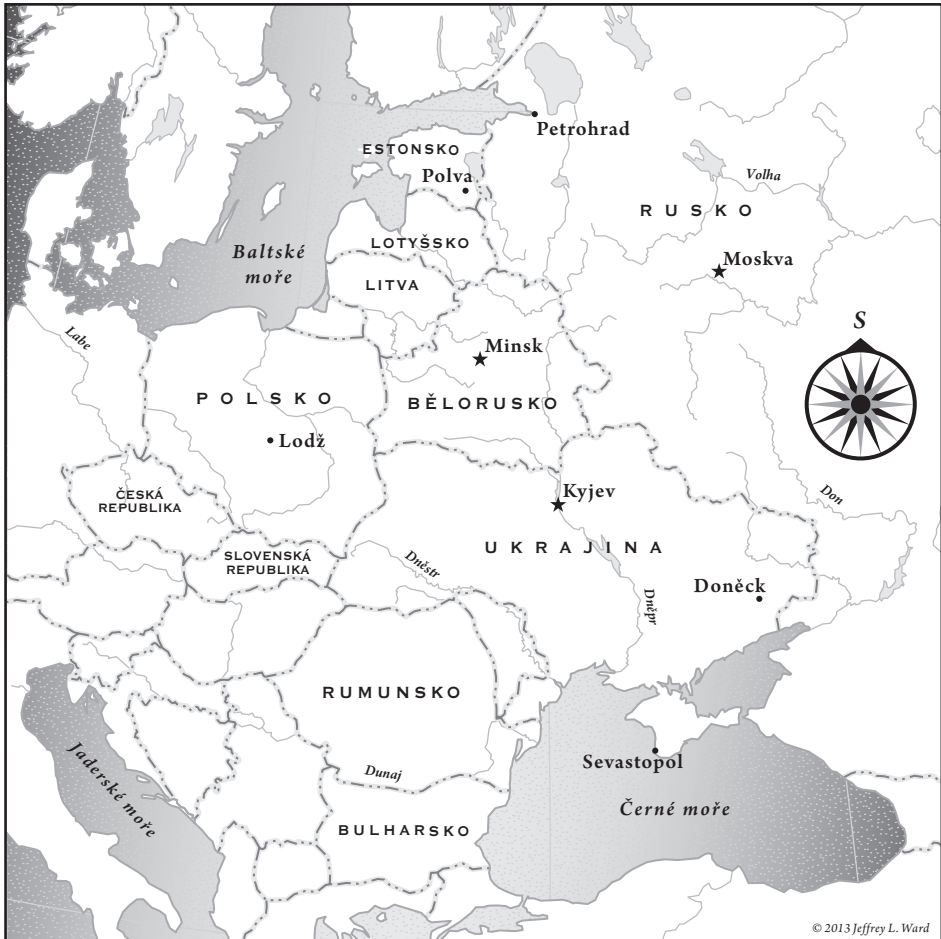 Petrohrad
ESTONSKO
Polva
Volha
RUSKO
LOTYŠSKO
Baltské
moře
Moskva
LITVA
S
Labe
Minsk
POLSKO
BĚLORUSKO
Lodž
ČESKÁ
REPUBLIKA
Kyjev
Don
UKRAJINA
SLOVENSKÁ
REPUBLIKA
Dněstr
Doněck
Dněpr
RUMUNSKO
Jaderské moře
Sevastopol
Dunaj
Černé moře
BULHARSKO
© 2013 Jeffrey L. Ward